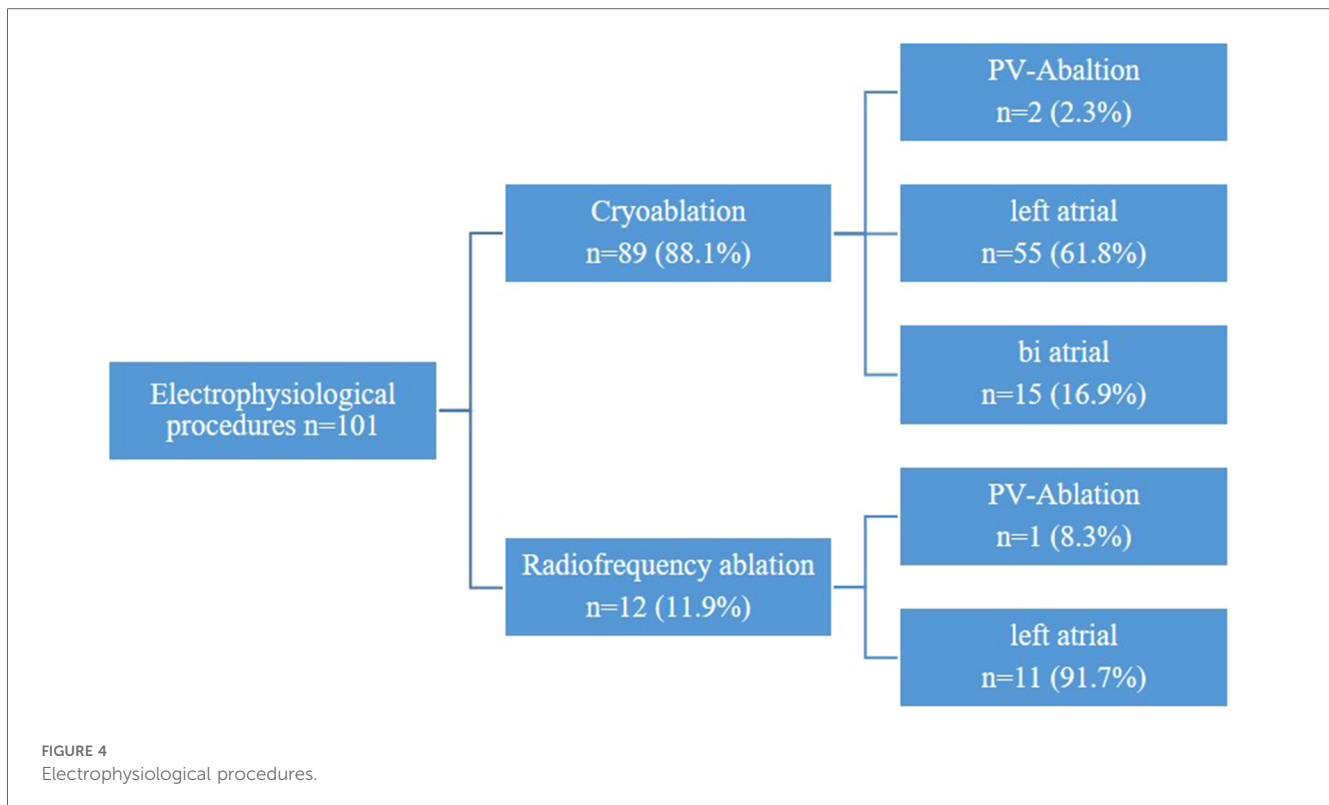 Electrophysiological
procedures n=101
Cryoablation
n=89 (88.1%)
PV-Abaltion
n=2 (2.3%)
left atrial
n=55 (61.8%)
bi atrial
n=15 (16.9%)
Radiofrequency ablation
n=12 (11.9%)
PV-Ablation
n=1 (8.3%)
left atrial
n=11 (91.7%)
FIGURE 4
Electrophysiological procedures.